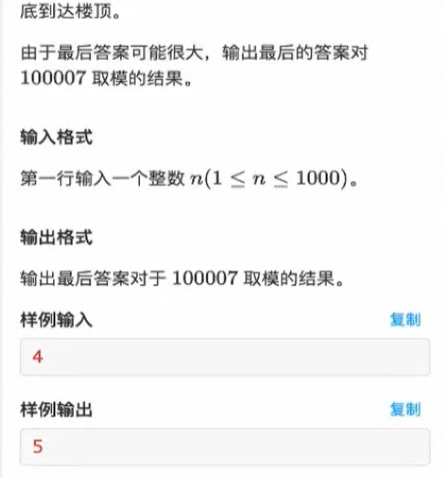 底到达楼顶。
由于最后答案可能很大，输出最后的答案对
100007 取模的结果。
输入格式
第一行输入一个整数 n(1 ≤ n ≤ 1000)。
输出格式
输出最后答案对于 100007 取模的结果。
样例输入 复制
4
样例输出 复制
5